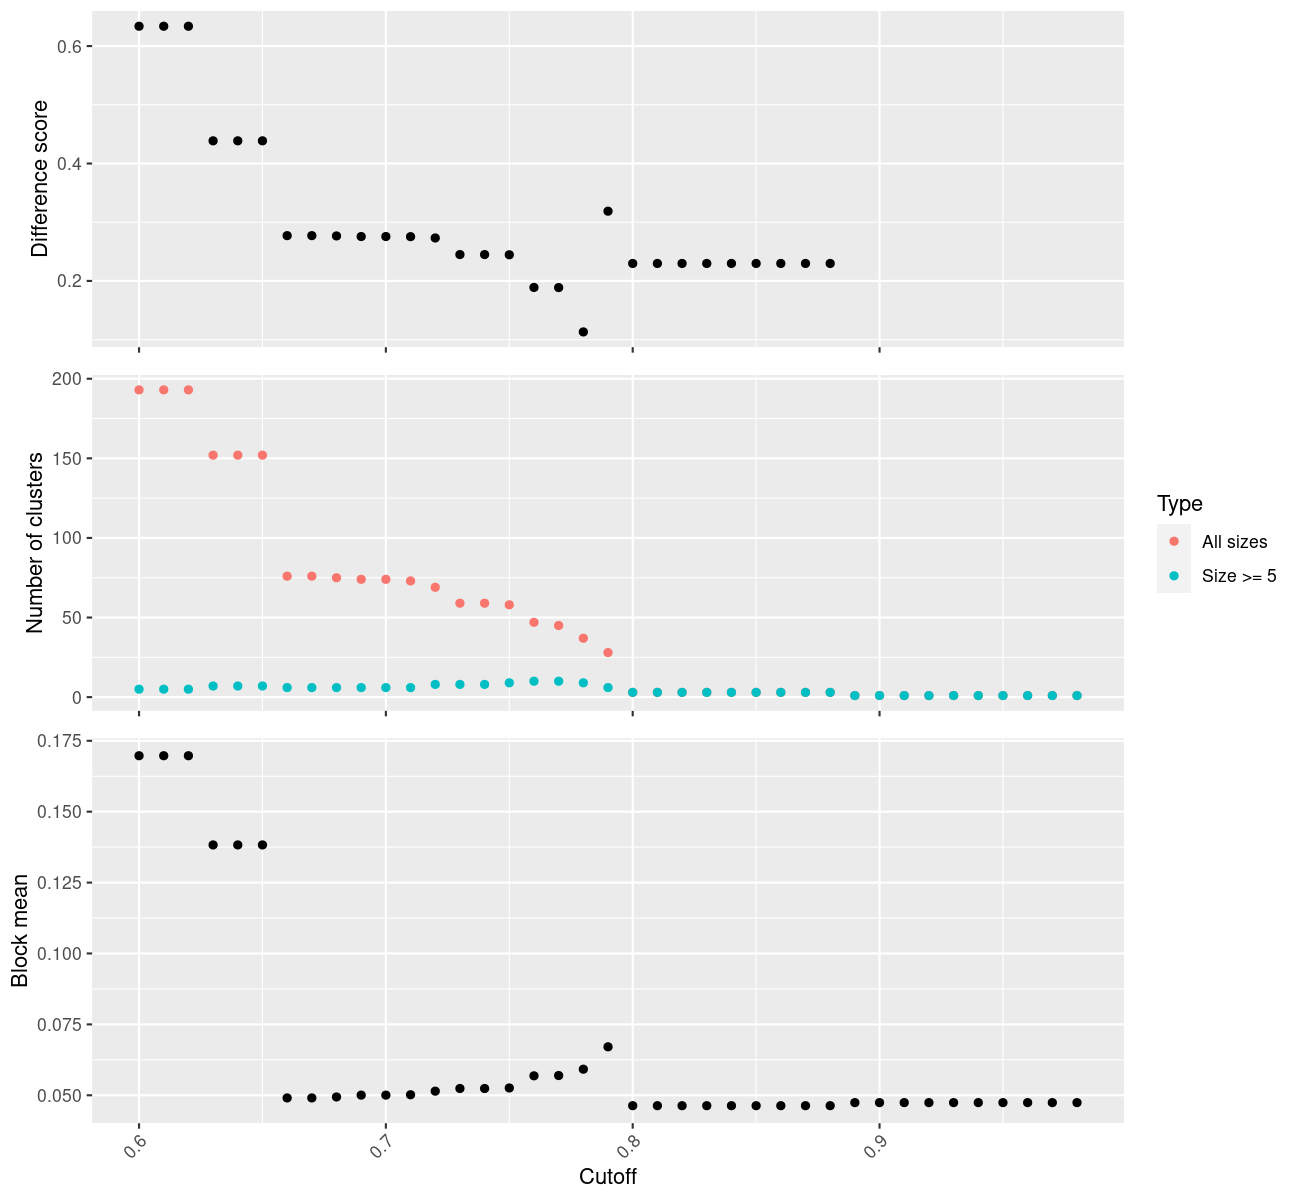 Difference score
0.6
0.4
0.2
Number of clusters
200
150
100
50
0
Type
All sizes
Size >= 5
Block mean
0.175
0.150
0.125
0.100
0.075
0.050
0.6
0.7
0.8
0.9
Cutoff